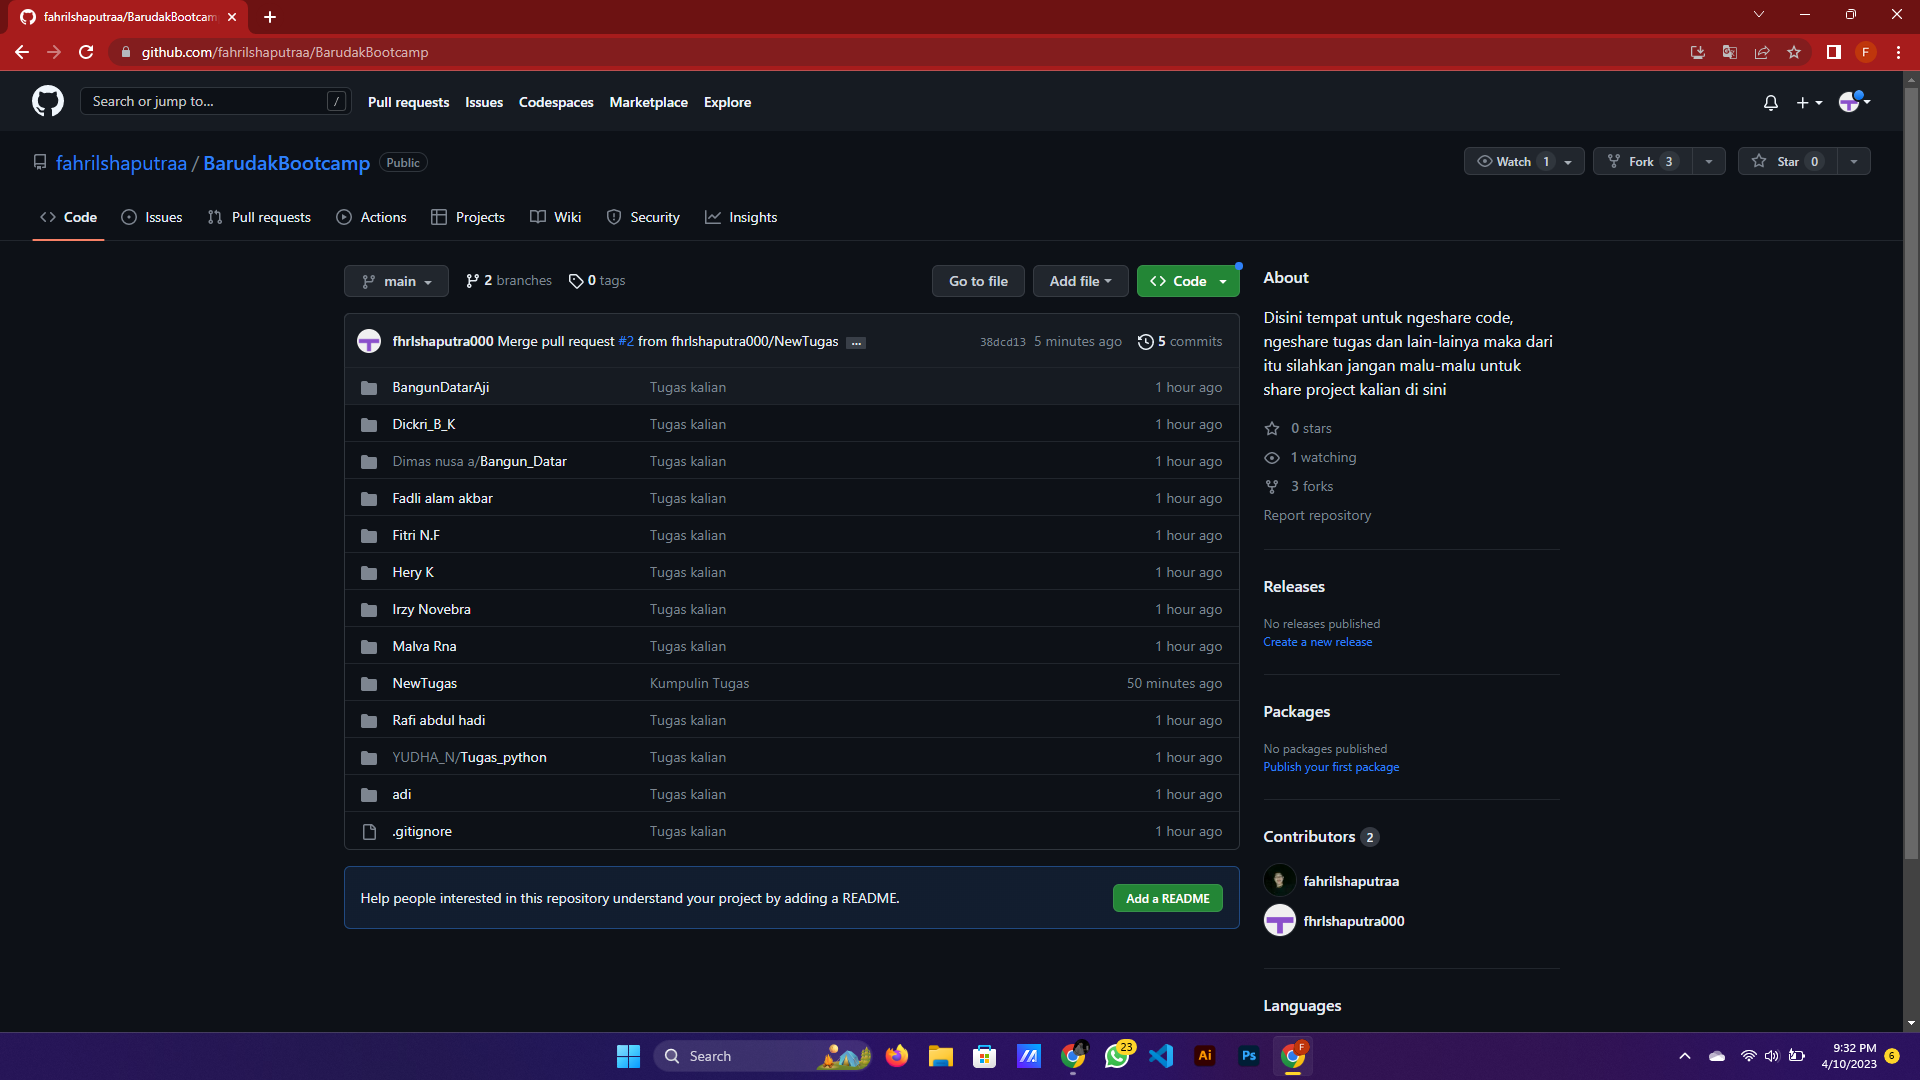 fahrilshaputraa/BarudakBootcam
github.com/fahrilshaputraa/BarudakBootcamp
F
Search or jump to...
/
Pull requests
Issues
Codespaces
Marketplace
Explore
fahrilshaputraa / BarudakBootcamp
Public
Watch 1
Fork 3
Star 0
Code
Issues
Pull requests
Actions
Projects
Wiki
Security
Insights
main
2 branches
0 tags
Go to file
Add file
Code
fhrlshaputra000 Merge pull request #2 from fhrlshaputra000/NewTugas ...
38dcd13 5 minutes ago
5 commits
BangunDatarAji Tugas kalian 1 hour ago
Dickri_B_K Tugas kalian 1 hour ago
Dimas nusa a/Bangun_Datar Tugas kalian 1 hour ago
Fadli alam akbar Tugas kalian 1 hour ago
Fitri N.F Tugas kalian 1 hour ago
Hery K Tugas kalian 1 hour ago
Irzy Novebra Tugas kalian 1 hour ago
Malva Rna Tugas kalian 1 hour ago
NewTugas Kumpulin Tugas 50 minutes ago
Rafi abdul hadi Tugas kalian 1 hour ago
YUDHA_N/Tugas_python Tugas kalian 1 hour ago
adi Tugas kalian 1 hour ago
.gitignore Tugas kalian 1 hour ago
Help people interested in this repository understand your project by adding a README.
Add a README
About
Disini tempat untuk ngeshare code,
ngeshare tugas dan lain-lainya maka dari
itu silahkan jangan malu-malu untuk
share project kalian di sini
0 stars
1 watching
3 forks
Report repository
Releases
No releases published
Create a new release
Packages
No packages published
Publish your first package
Contributors 2
fahrilshaputraa
fhrlshaputra000
Languages
Search
23
Ai
Ps
F
9:32 PM
4/10/2023
6